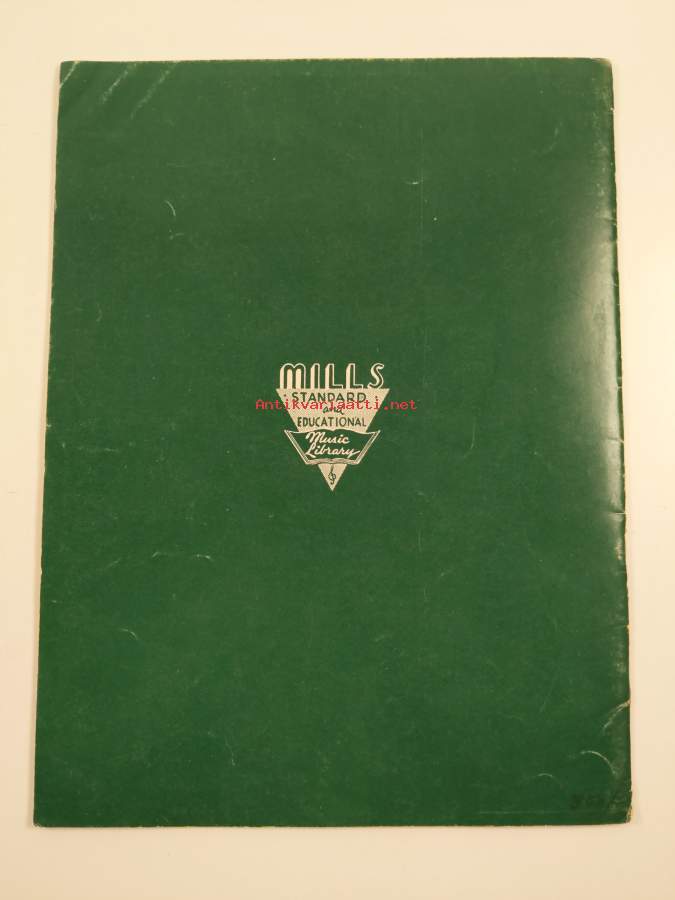 MILLS
STANDARD
Antikvariaatti.net
and
EDUCATIONAL
Music
Library